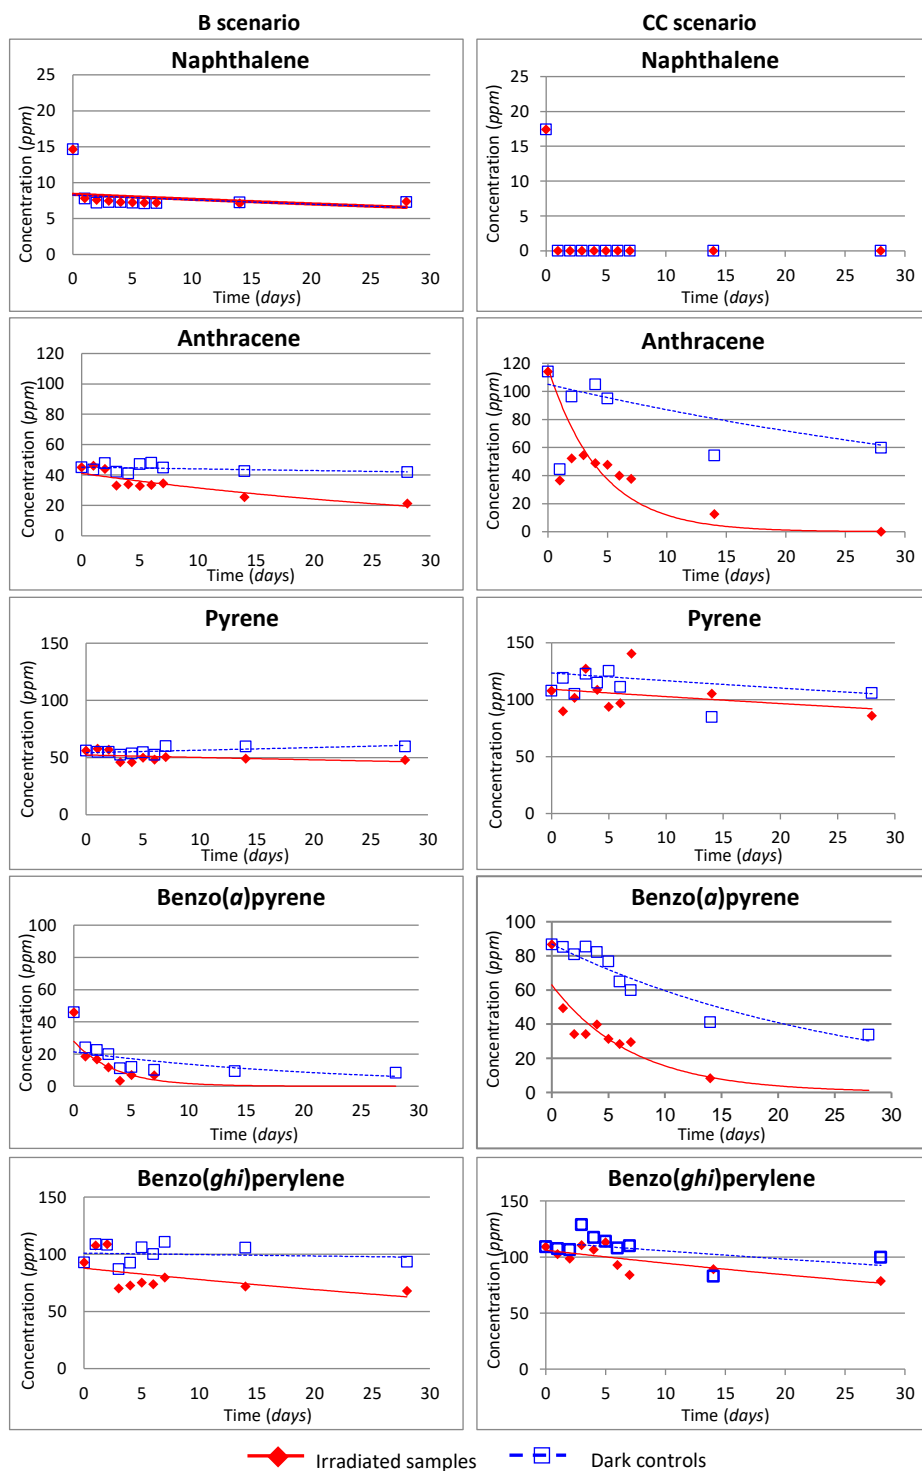 B scenario
CC scenario
Naphthalene
25
20
15
10
5
0
Concentration (ppm)
0 5 10 15 20 25 30
Time (days)
Naphthalene
25
20
15
10
5
0
Concentration (ppm)
0 5 10 15 20 25 30
Time (days)
Anthracene
120
100
80
60
40
20
0
Concentration (ppm)
0 5 10 15 20 25 30
Time (days)
Anthracene
120
100
80
60
40
20
0
Concentration (ppm)
0 5 10 15 20 25 30
Time (days)
Pyrene
150
100
50
0
Concentration (ppm)
0 5 10 15 20 25 30
Time (days)
Pyrene
150
100
50
0
Concentration (ppm)
0 5 10 15 20 25 30
Time (days)
Benzo(a)pyrene
100
80
60
40
20
0
Concentration (ppm)
0 5 10 15 20 25 30
Time (days)
Benzo(a)pyrene
100
80
60
40
20
0
Concentration (ppm)
0 5 10 15 20 25 30
Time (days)
Benzo(ghi)perylene
150
100
50
0
Concentration (ppm)
0 5 10 15 20 25 30
Time (days)
Benzo(ghi)perylene
150
100
50
0
Concentration (ppm)
0 5 10 15 20 25 30
Time (days)
Irradiated samples
Dark controls